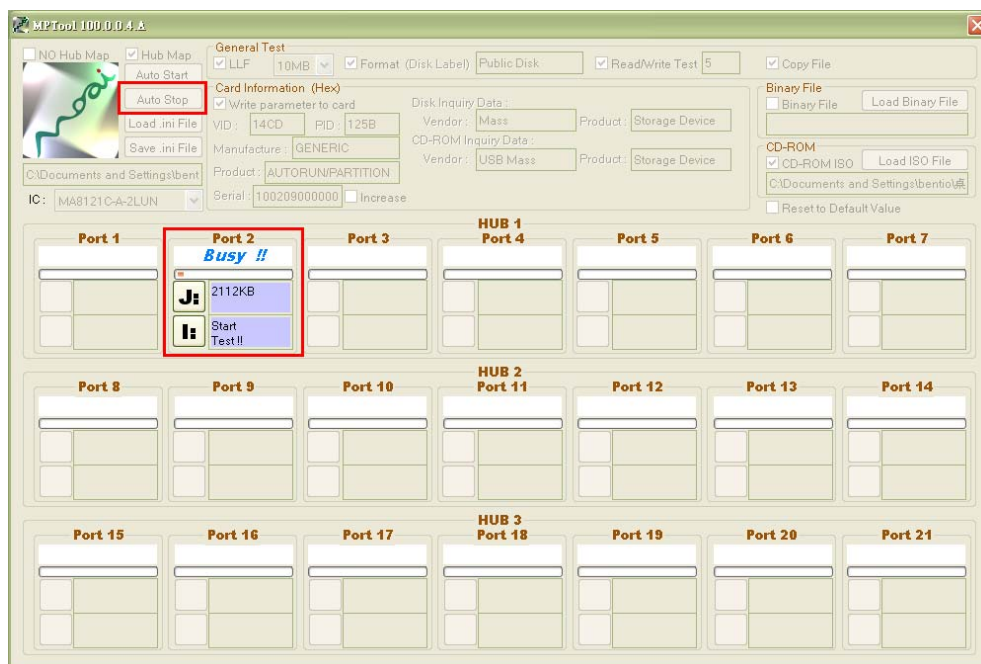 MPTool 100.0.0.4.A
NO Hub Map
Hub Map
Auto Start
Auto Stop
Load .ini File
Save .ini File
C:\Documents and Settings\bent
IC: MA8121C-A-2LUN
General Test
LLF 10MB Format (Disk Label) Public Disk Read/Write Test 5 Copy File
Card Information (Hex)
Write parameter to card
VID: 14CD PID: 125B
Manufacture: GENERIC
Product: AUTORUN/PARTITION
Serial: 100209000000 Increase
Disk Inquiry Data:
Vendor: Mass Product: Storage Device
CD-ROM Inquiry Data:
Vendor: USB Mass Product: Storage Device
Binary File
Binary File Load Binary File
CD-ROM
CD-ROM ISO Load ISO File
C:\Documents and Settings\bentio\桌
Reset to Default Value
HUB 1
Port 1 Port 2 Port 3 Port 4 Port 5 Port 6 Port 7
Busy !!
J: 2112KB
I: Start
Test!!
HUB 2
Port 8 Port 9 Port 10 Port 11 Port 12 Port 13 Port 14
HUB 3
Port 15 Port 16 Port 17 Port 18 Port 19 Port 20 Port 21